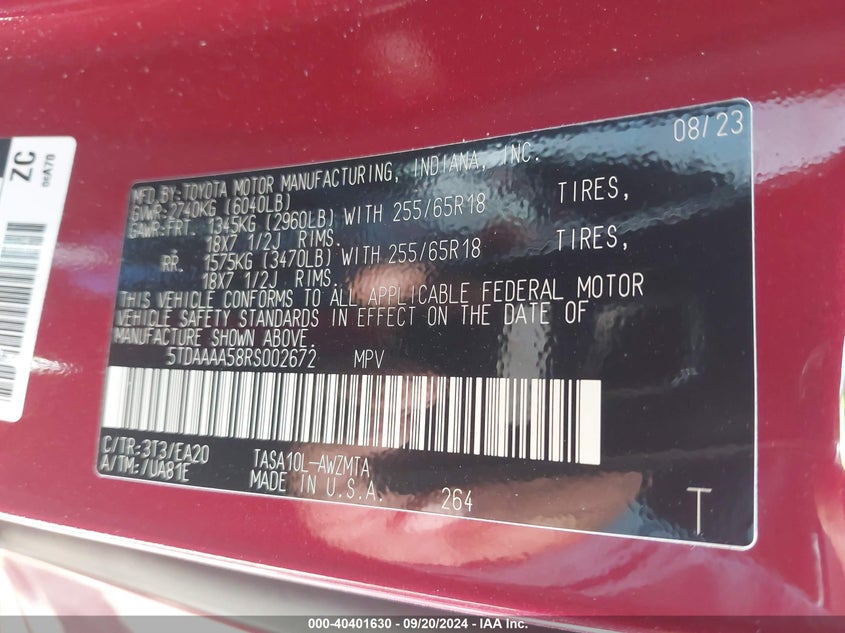 08/23
MFD.BY:TOYOTA MOTOR MANUFACTURING, INDIANA, INC.
GVWR:2740KG (6040LB)
GAWR:FRT. 1345KG (2960LB) WITH 255/65R18 TIRES,
18X7 1/2J RIMS.
RR. 1575KG (3470LB) WITH 255/65R18 TIRES,
18X7 1/2J RIMS.
THIS VEHICLE CONFORMS TO ALL APPLICABLE FEDERAL MOTOR
VEHICLE SAFETY STANDARDS IN EFFECT ON THE DATE OF
MANUFACTURE SHOWN ABOVE.
5TDAAAA58RS002672 MPV
C/TR:3T3/EA20 TASA10L-AWZMTA
A/TM:/UA81E MADE IN U.S.A. 264
T
ZC
000-40401630 - 09/20/2024 - IAA Inc.